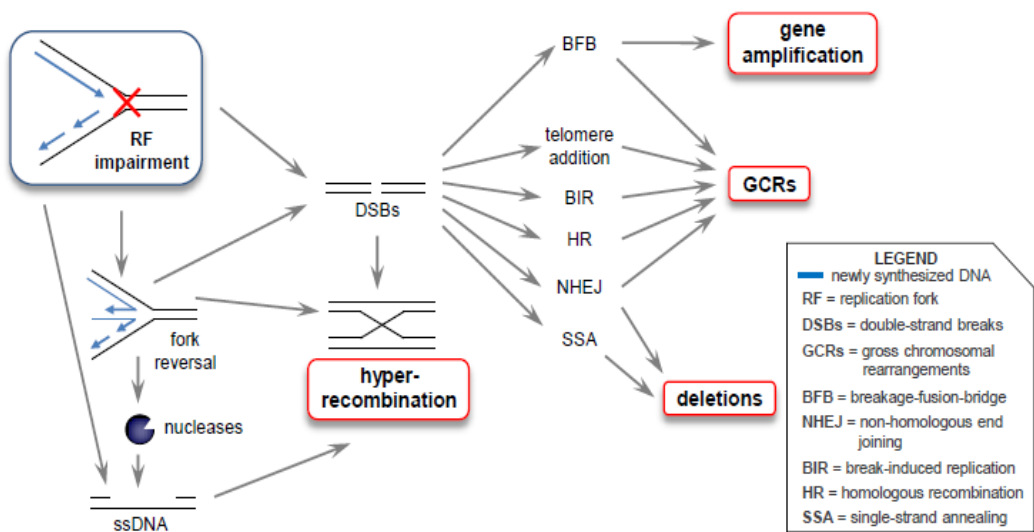 RF
impairment
fork
reversal
nucleases
ssDNA
DSBs
hyper-
recombination
BFB
telomere
addition
BIR
HR
NHEJ
SSA
gene
amplification
GCRs
deletions
LEGEND
newly synthesized DNA
RF = replication fork
DSBs = double-strand breaks
GCRs = gross chromosomal
rearrangements
BFB = breakage-fusion-bridge
NHEJ = non-homologous end
joining
BIR = break-induced replication
HR = homologous recombination
SSA = single-strand annealing